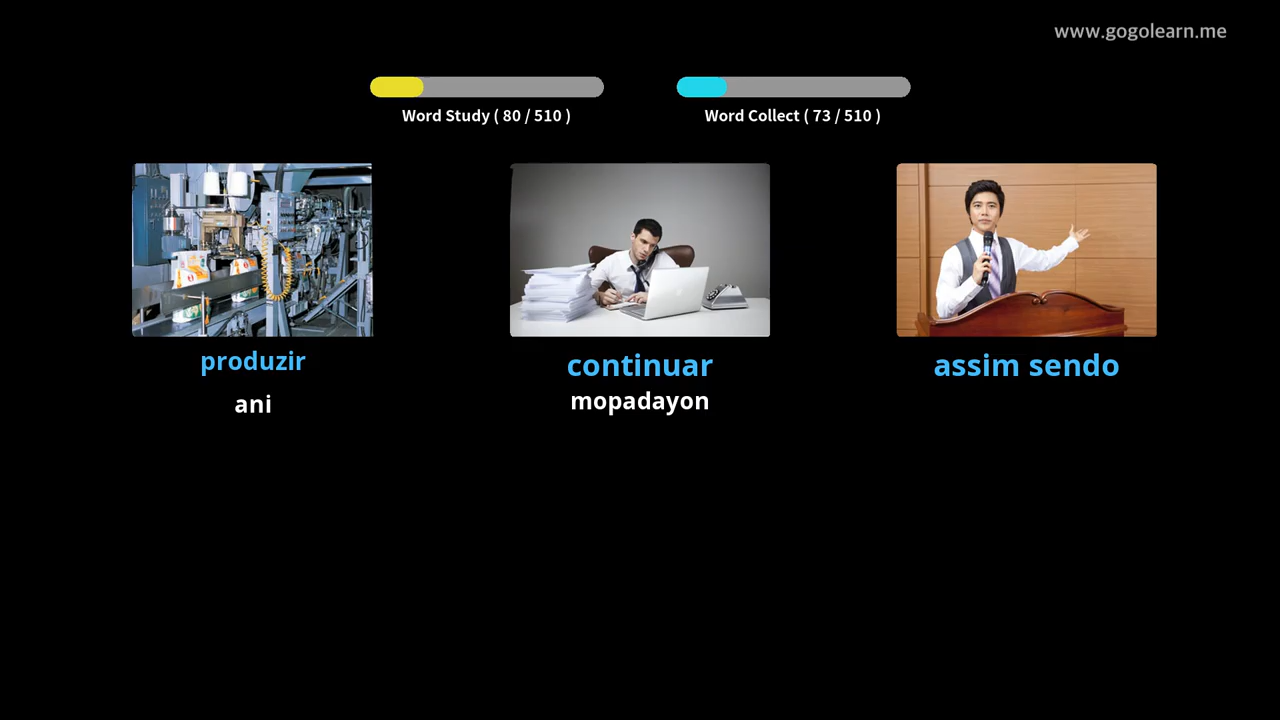 www.gogolearn.me
Word Study ( 80 / 510 )
Word Collect ( 73 / 510 )
produzir
ani
continuar
mopadayon
assim sendo